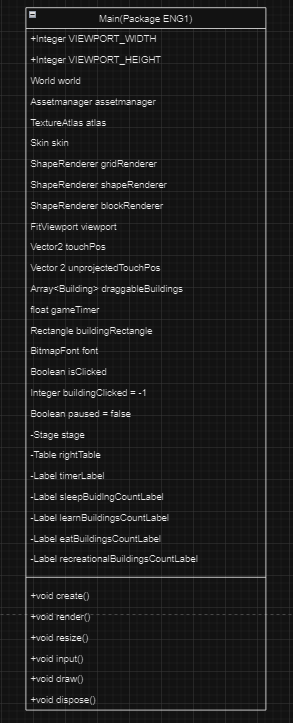 Main(Package ENG1)
+Integer VIEWPORT_WIDTH
+Integer VIEWPORT_HEIGHT
World world
Assetmanager assetmanager
TextureAtlas atlas
Skin skin
ShapeRenderer gridRenderer
ShapeRenderer shapeRenderer
ShapeRenderer blockRenderer
FitViewport viewport
Vector2 touchPos
Vector 2 unprojectedTouchPos
Array<Building> draggableBuildings
float gameTimer
Rectangle buildingRectangle
BitmapFont font
Boolean isClicked
Integer buildingClicked = -1
Boolean paused = false
-Stage stage
-Table rightTable
-Label timerLabel
-Label sleepBuidlngCountLabel
-Label learnBuildingsCountLabel
-Label eatBuildingsCountLabel
-Label recreationalBuildingsCountLabel
+void create()
+void render()
+void resize()
+void input()
+void draw()
+void dispose()